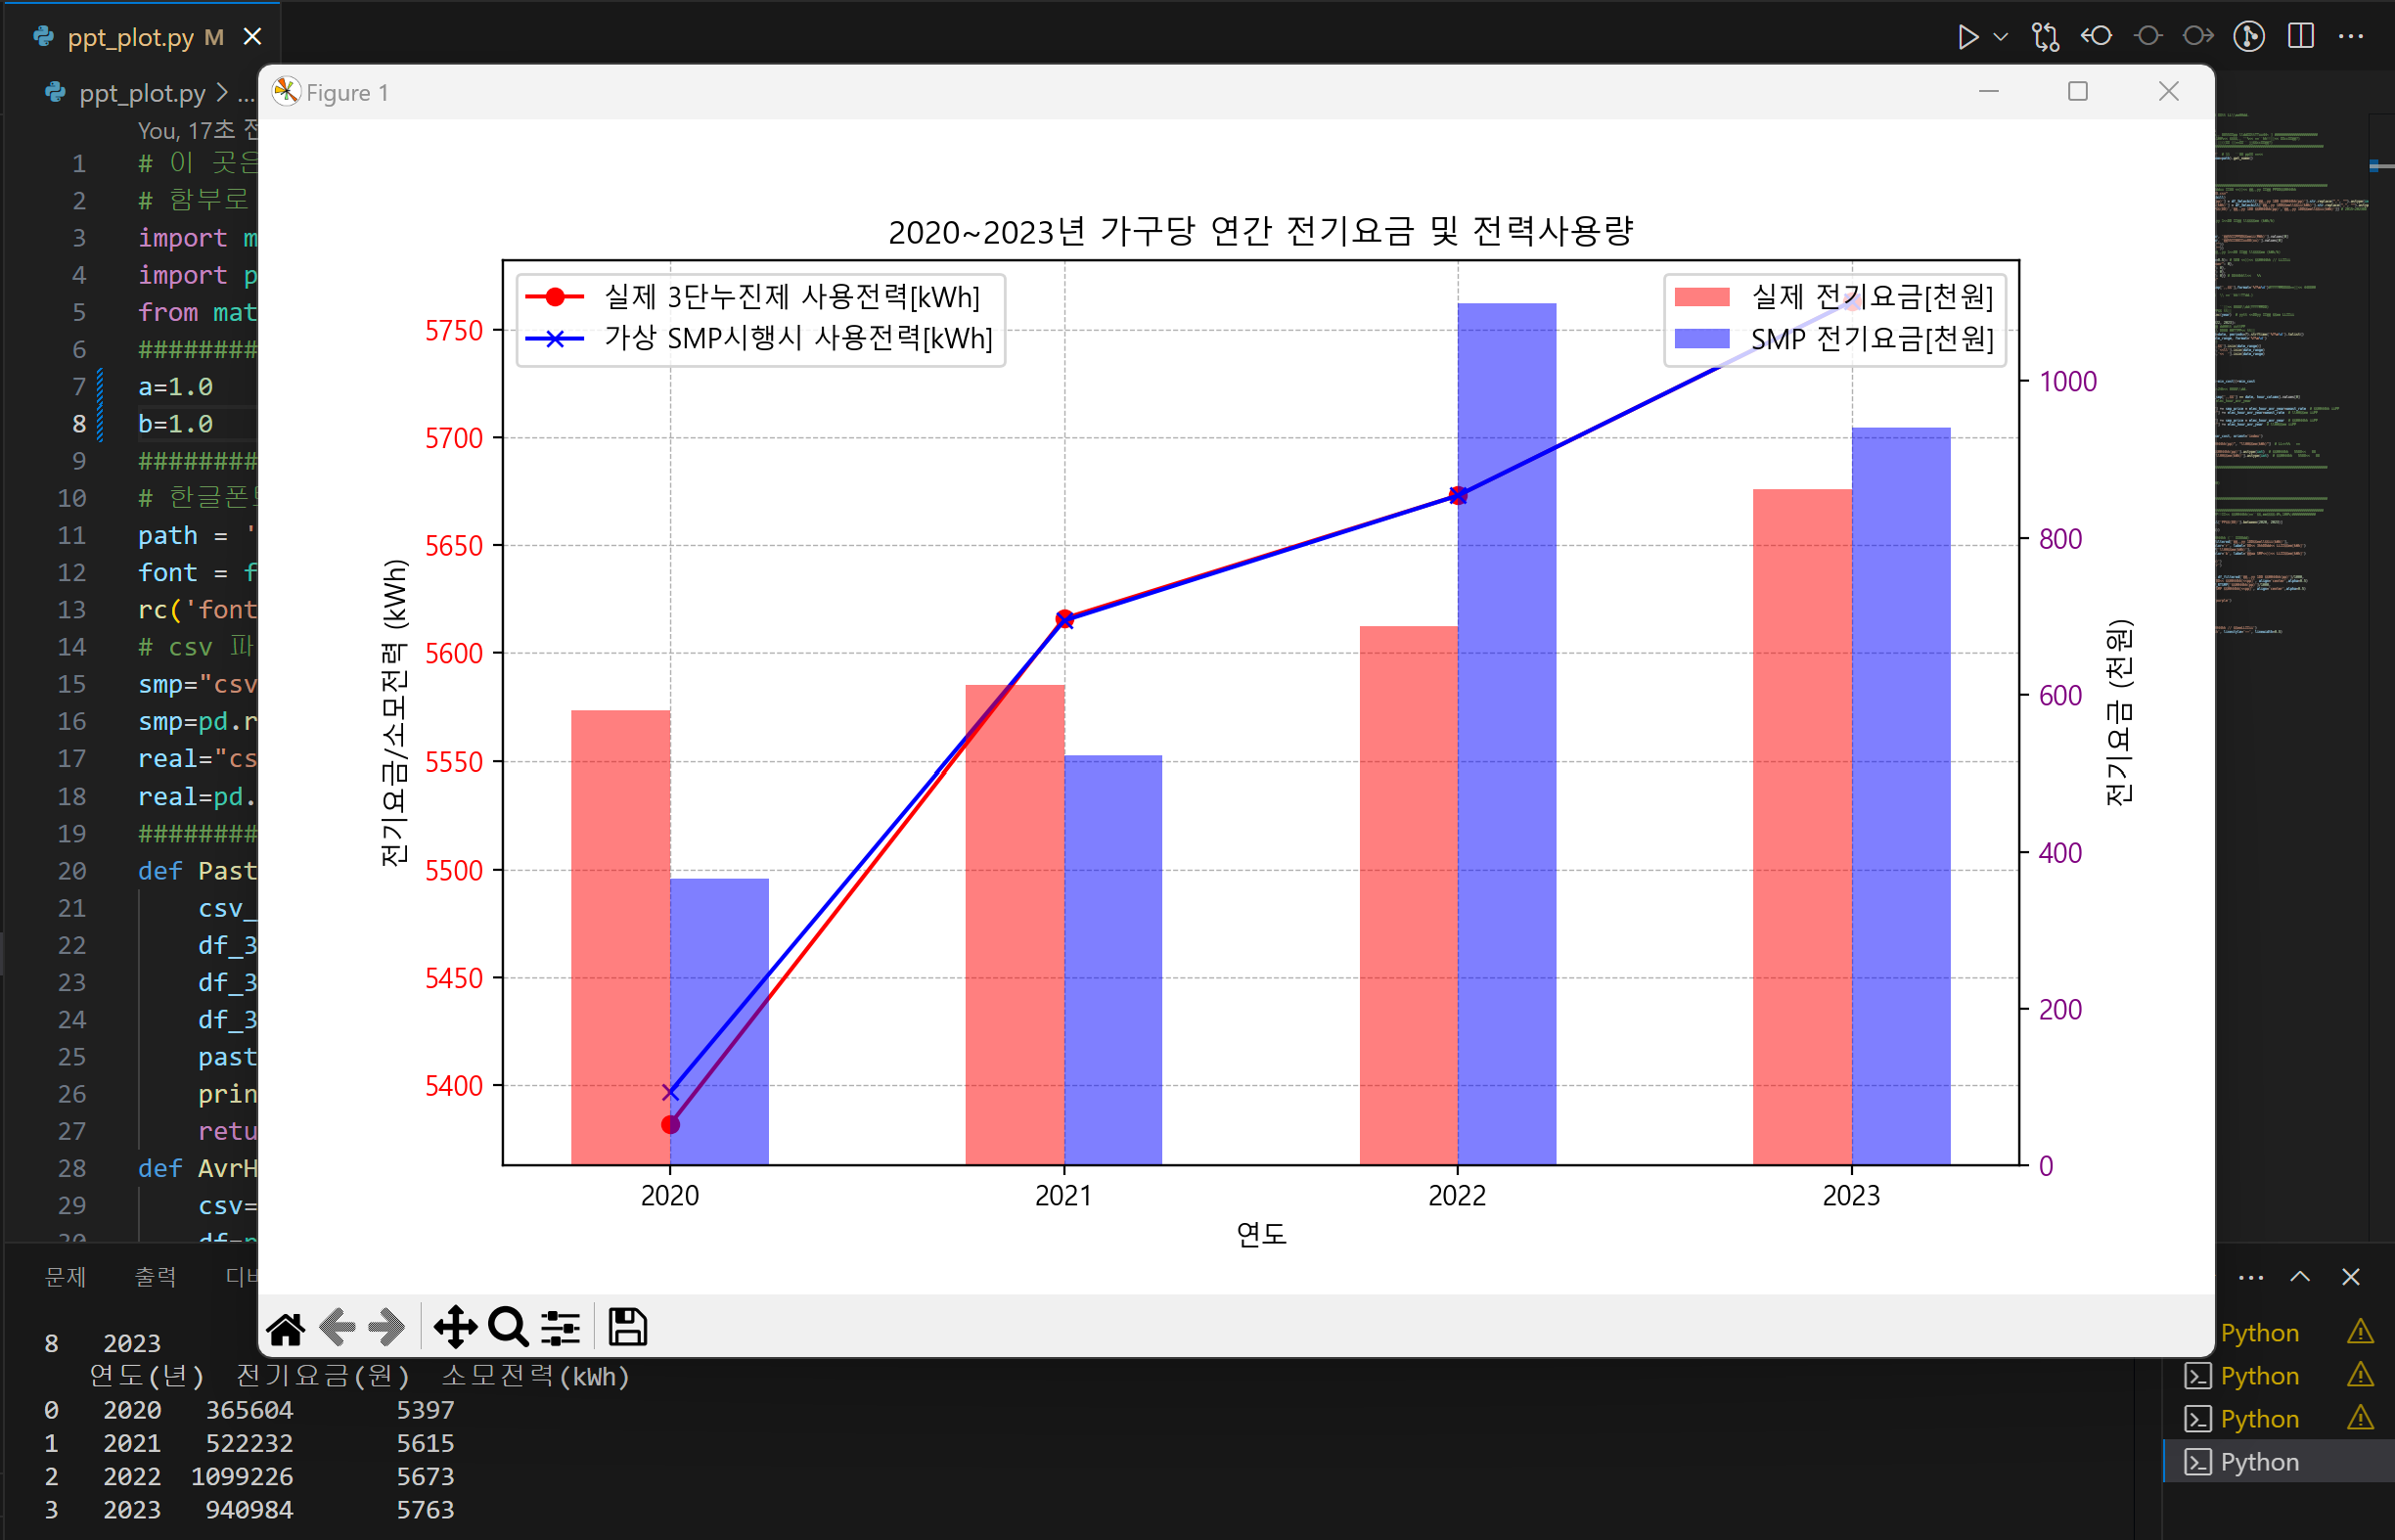 ppt_plot.py M
ppt_plot.py > ...
Figure 1
You, 17초 전
1 # 이 곳은
2 # 함부로
3 import m
4 import p
5 from mat
6 ########
7 a=1.0
8 b=1.0
9 ########
10 # 한글폰트
11 path = '
12 font = f
13 rc('font
14 # csv 파
15 smp="csv
16 smp=pd.r
17 real="cs
18 real=pd.
19 ########
20 def Past
21 csv_
22 df_3
23 df_3
24 df_3
25 past
26 prin
27 retu
28 def AvrH
29 csv=
30 df=p
2020~2023년 가구당 연간 전기요금 및 전력사용량
실제 3단누진제 사용전력[kWh]
가상 SMP시행시 사용전력[kWh]
실제 전기요금[천원]
SMP 전기요금[천원]
전기요금/소모전력 (kWh)
5750
5700
5650
5600
5550
5500
5450
5400
1000
800
600
400
200
0
전기요금 (천원)
2020 2021 2022 2023
연도
문제 출력 디버
8 2023
연도(년) 전기요금(원) 소모전력(kWh)
0 2020 365604 5397
1 2021 522232 5615
2 2022 1099226 5673
3 2023 940984 5763
Python
Python
Python
Python